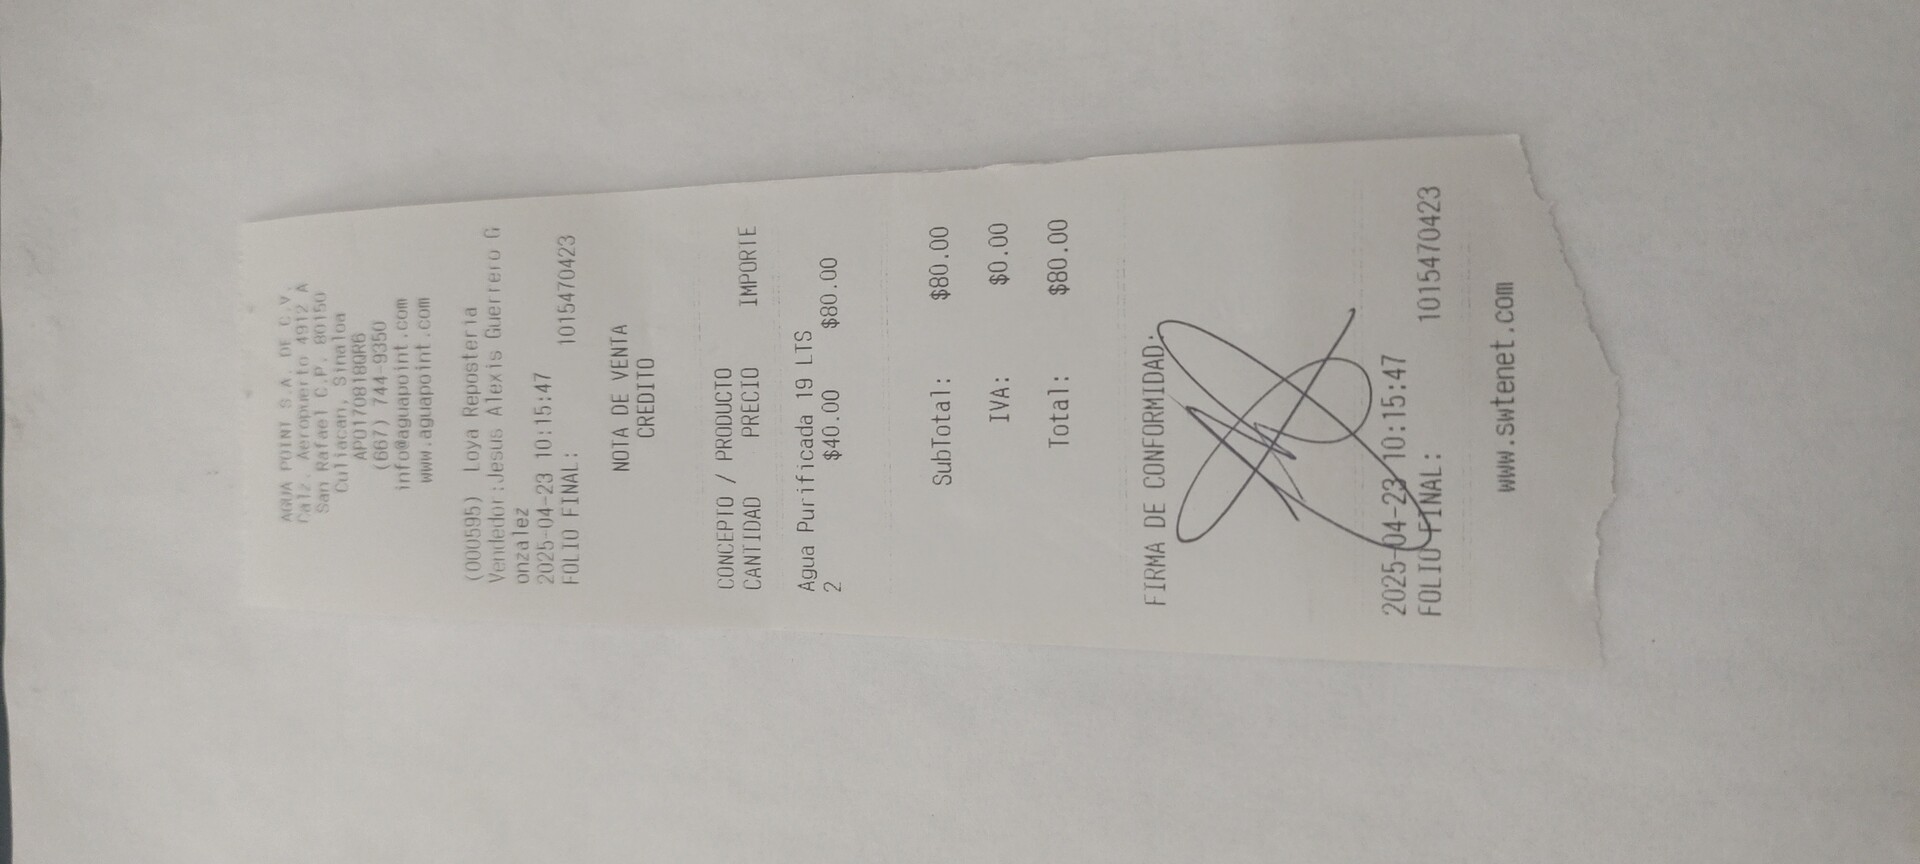 AGUA POINT S.A. DE C.V.
Calz. Aeropuerto 4912 A
San Rafael C.P. 80150
Culiacan, Sinaloa
APO170818QR6
(667) 744-9350
info@aguapoint.com
www.aguapoint.com
(000595) Loya Reposteria
Vendedor:Jesus Alexis Guerrero G
onzalez
2025-04-23 10:15:47
FOLIO FINAL: 1015470423
NOTA DE VENTA
CREDITO
CONCEPTO / PRODUCTO
CANTIDAD PRECIO IMPORTE
Agua Purificada 19 LTS
2 $40.00 $80.00
SubTotal: $80.00
IVA: $0.00
Total: $80.00
FIRMA DE CONFORMIDAD:
2025-04-23 10:15:47
FOLIO FINAL: 1015470423
www.swtenet.com